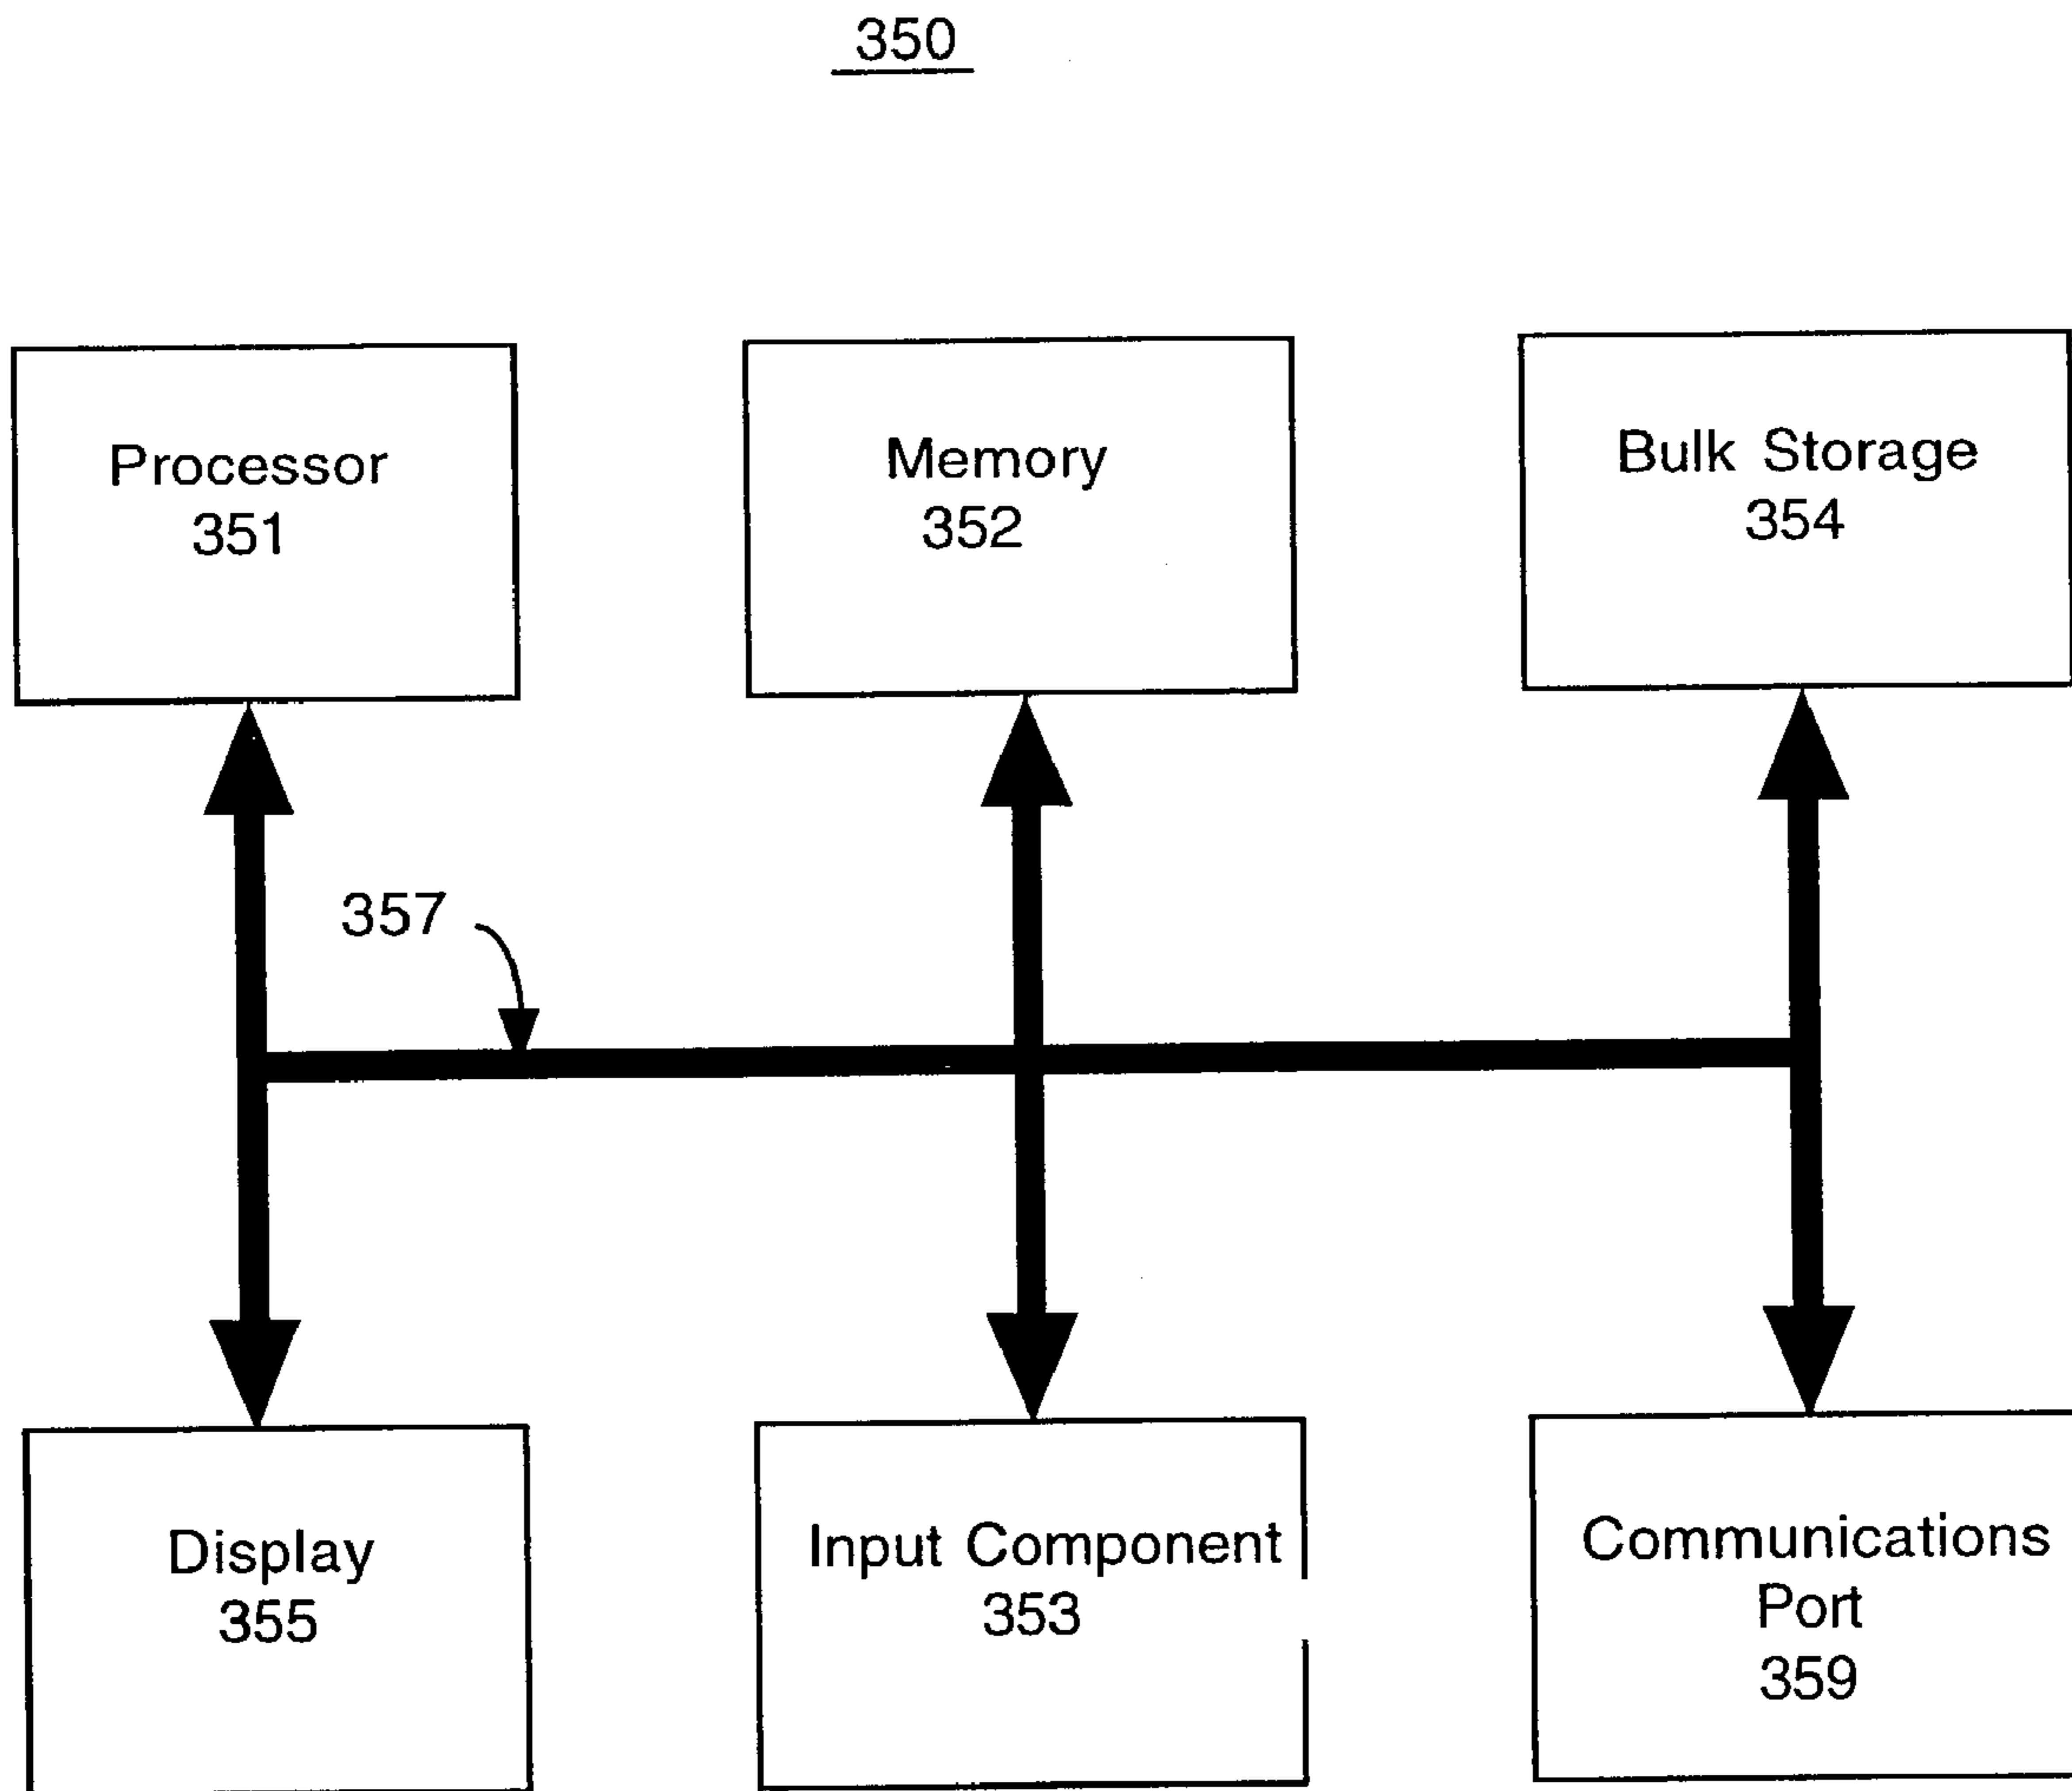 350
Processor
351
Memory
352
Bulk Storage
354
357
Display
355
Input Component
353
Communications
Port
359